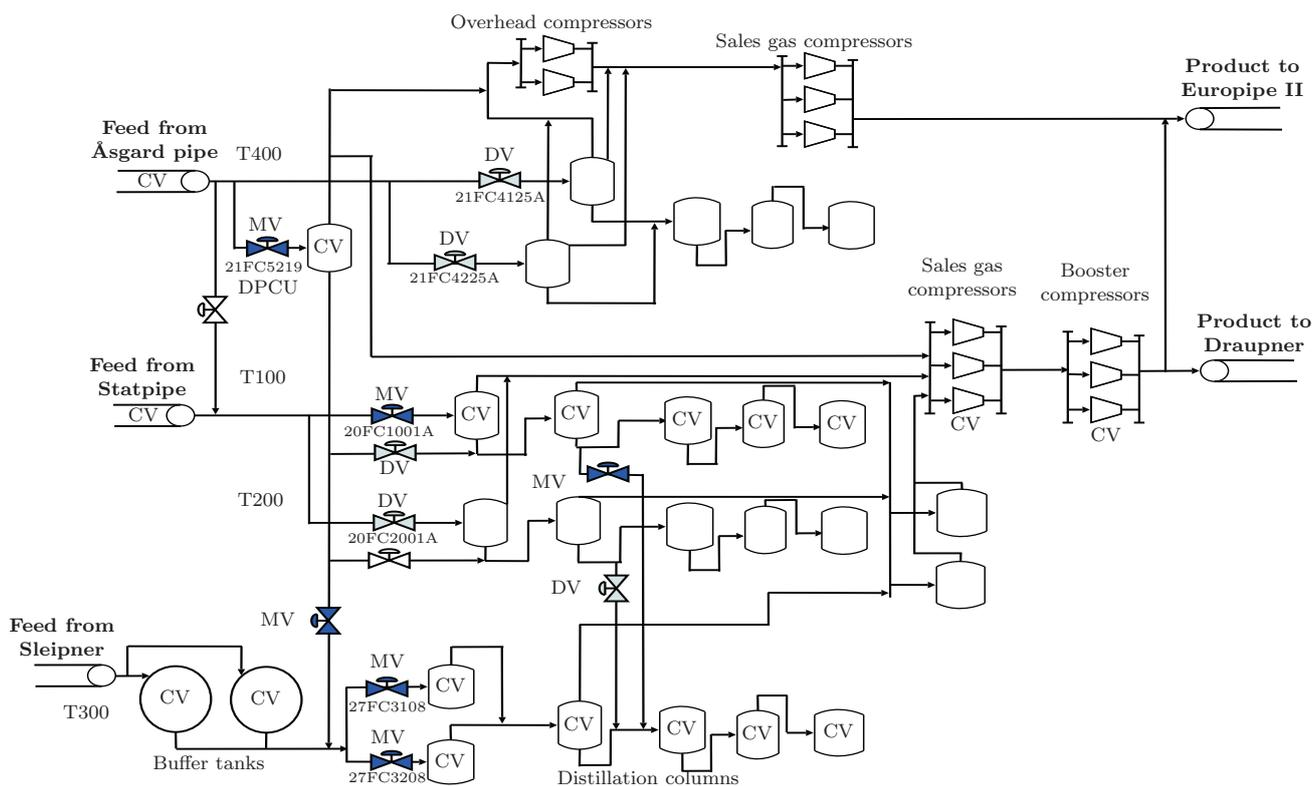 Overhead compressors
Sales gas compressors
Product to
Europipe II
Feed from
Åsgard pipe
CV
T400
DV
21FC4125A
MV
21FC5219
DPCU
CV
DV
21FC4225A
Sales gas
compressors
Booster
compressors
Product to
Draupner
Feed from
Statpipe
CV
T100
MV
20FC1001A
CV
CV
CV
CV
CV
CV
CV
DV
MV
T200
DV
20FC2001A
DV
MV
Feed from
Sleipner
CV
CV
T300
Buffer tanks
MV
27FC3108
CV
MV
27FC3208
CV
CV
CV
CV
CV
Distillation columns